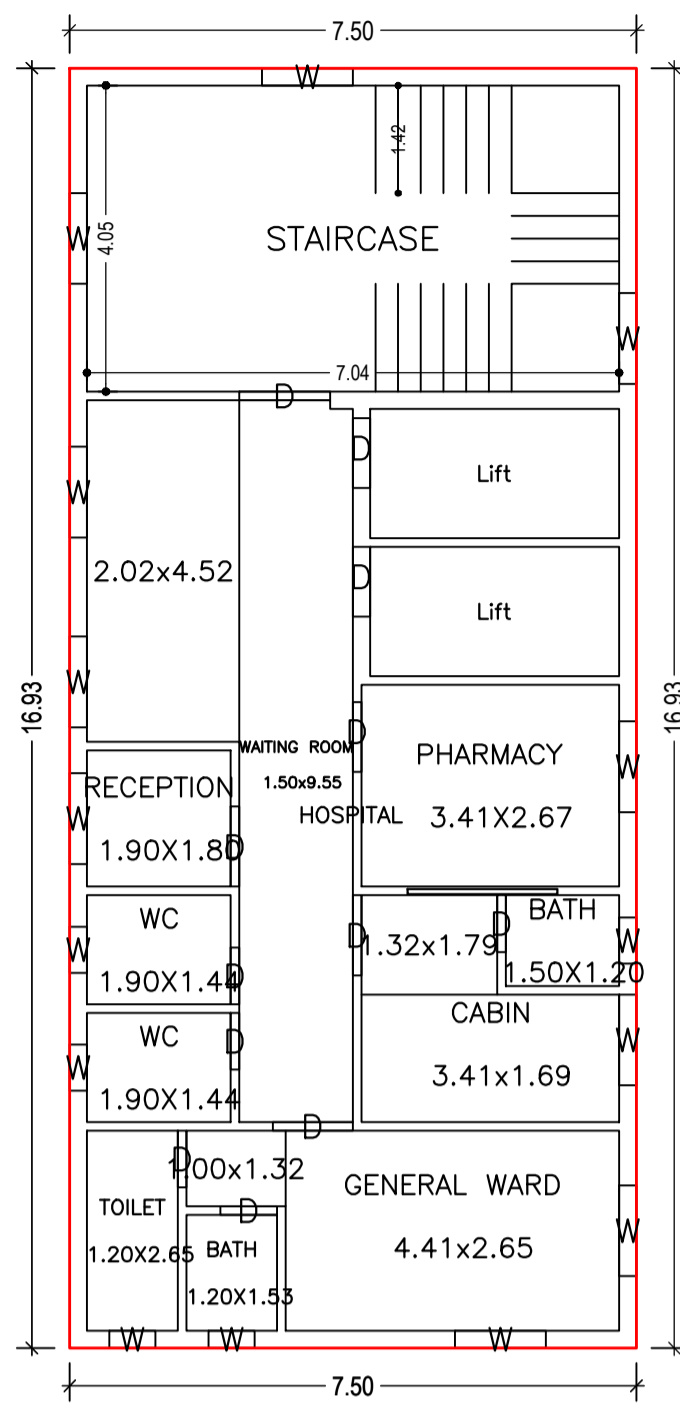 7.50
W
1.42
W
4.05
STAIRCASE
W
7.04
D
D
Lift
W
2.02x4.52
D
Lift
W
16.93
16.93
D
WAITING ROOM
1.50x9.55
PHARMACY
W
RECEPTION
W
HOSPITAL
3.41X2.67
1.90X1.80
D
WC
BATH
D
D
W
W
1.32x1.79
1.90X1.44
D
1.50X1.20
CABIN
WC
D
W
W
3.41x1.69
1.90X1.44
D
D
1.00x1.32
GENERAL WARD
TOILET
D
W
1.20X2.65
BATH
4.41x2.65
1.20X1.53
W
W
W
7.50